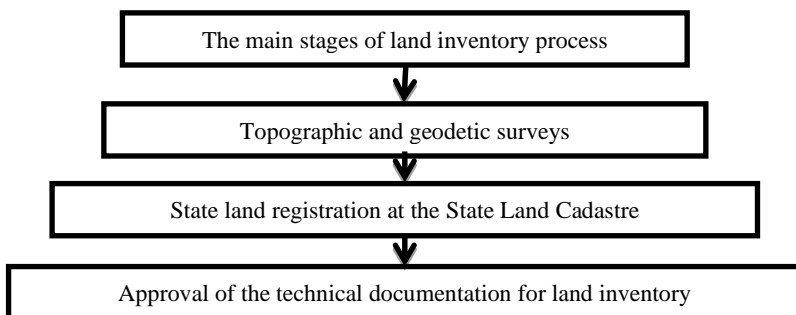 The main stages of land inventory process
Topographic and geodetic surveys
State land registration at the State Land Cadastre
Approval of the technical documentation for land inventory